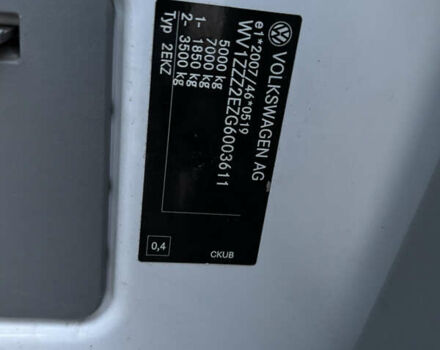 VOLKSWAGEN AG
e1*2007/46*0519
WV1ZZZ2EZG6003611
5000 kg
7000 kg
1- 1850 kg
2- 3500 kg
Typ 2EKZ
0,4
CKUB